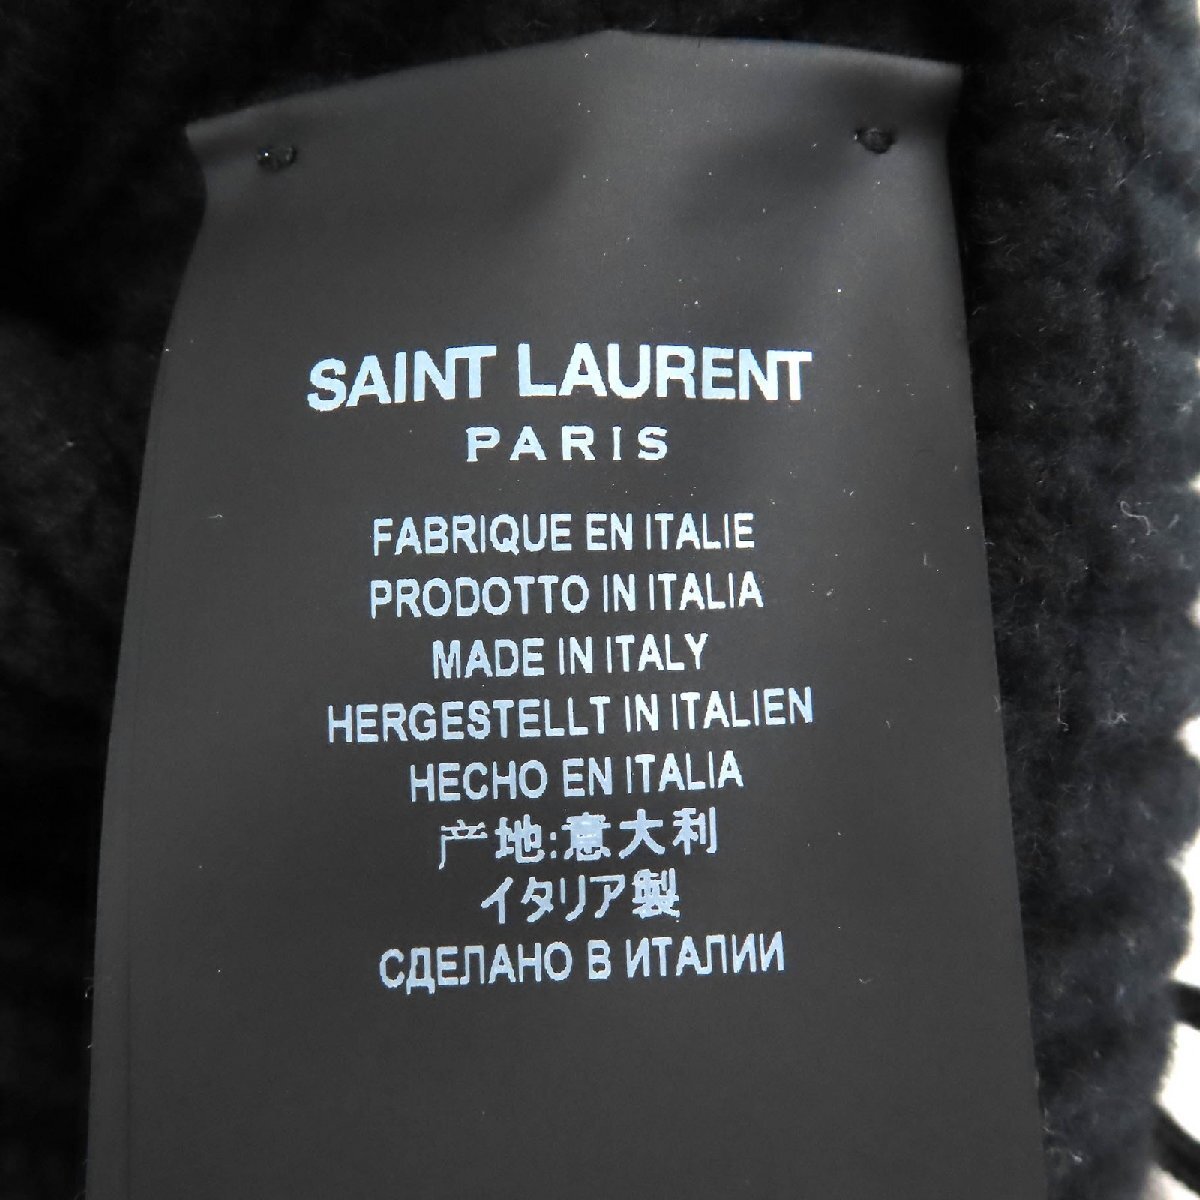 SAINT LAURENT
PARIS
FABRIQUE EN ITALIE
PRODOTTO IN ITALIA
MADE IN ITALY
HERGESTELLT IN ITALIEN
HECHO EN ITALIA
产地:意大利
イタリア製
СДЕЛАНО В ИТАЛИИ